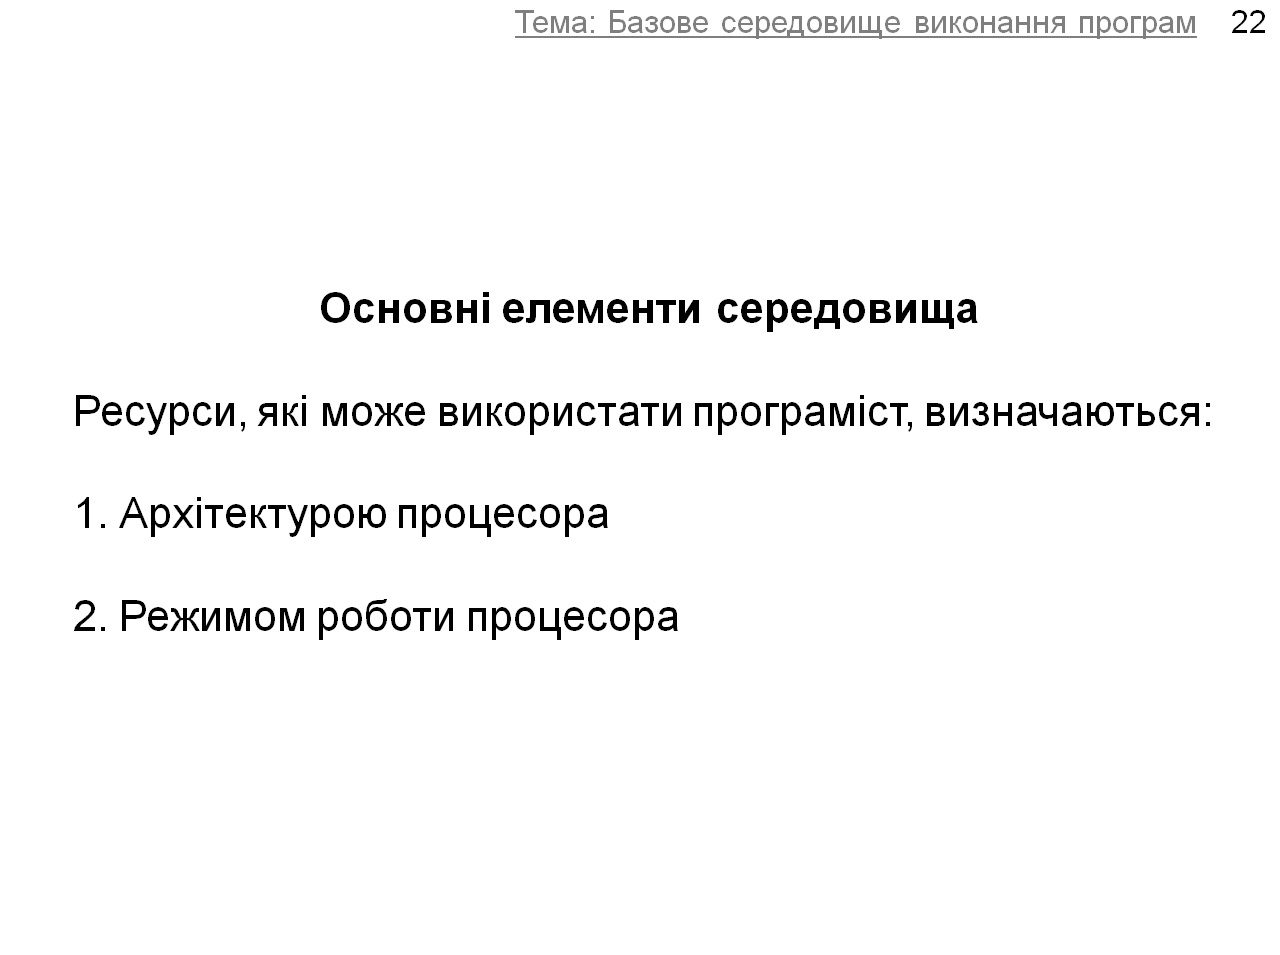 Тема: Базове середовище виконання програм 22
Основні елементи середовища
Ресурси, які може використати програміст, визначаються:
1. Архітектурою процесора
2. Режимом роботи процесора